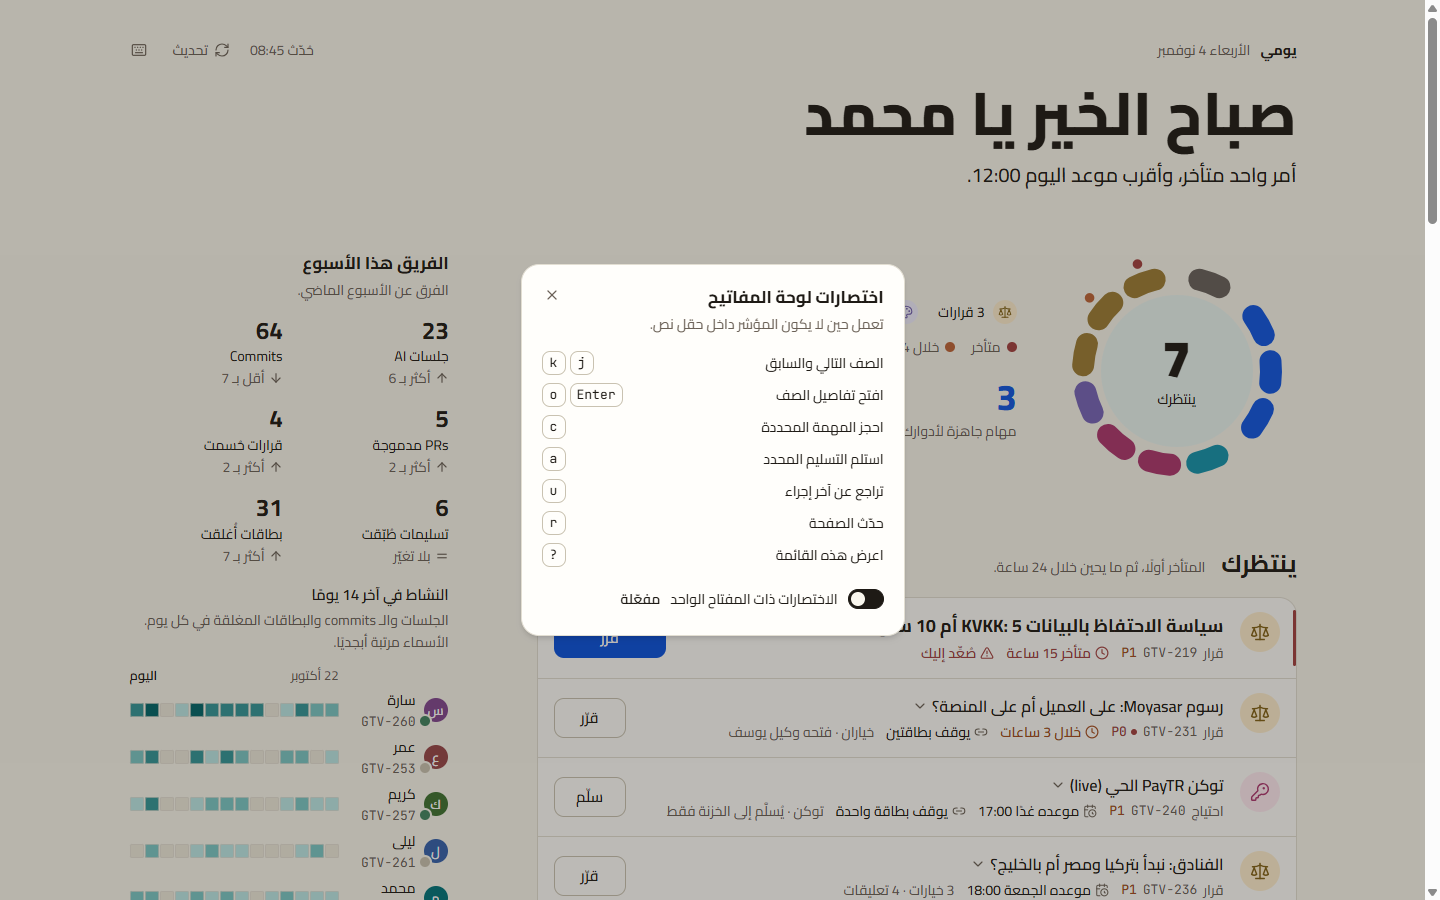 يومي الأربعاء 4 نوفمبر
حُدّث 08:45 تحديث
صباح الخير يا محمد
أمر واحد متأخر، وأقرب موعد اليوم 12:00.
7
ينتظرك
3 قرارات
متأخر خلال
3
مهام جاهزة لأدوارك
اختصارات لوحة المفاتيح
تعمل حين لا يكون المؤشر داخل حقل نص.
الصف التالي والسابق j k
افتح تفاصيل الصف Enter o
احجز المهمة المحددة c
استلم التسليم المحدد a
تراجع عن آخر إجراء u
حدّث الصفحة r
اعرض هذه القائمة ?
الاختصارات ذات المفتاح الواحد مفعّلة
الفريق هذا الأسبوع
الفرق عن الأسبوع الماضي.
23
جلسات AI
أكثر بـ 6
64
Commits
أقل بـ 7
5
PRs مدموجة
أكثر بـ 2
4
قرارات حُسمت
أكثر بـ 2
6
تسليمات طُبّقت
بلا تغيّر
31
بطاقات أُغلقت
أكثر بـ 7
النشاط في آخر 14 يومًا
الجلسات والـ commits والبطاقات المغلقة في كل يوم.
الأسماء مرتبة أبجديًا.
22 أكتوبر اليوم
س سارة
GTV-260
ع عمر
GTV-253
ك كريم
GTV-257
ل ليلى
GTV-261
محمد
ينتظرك المتأخر أولًا، ثم ما يحين خلال 24 ساعة.
سياسة الاحتفاظ بالبيانات KVKK: 5 أم 10
قرار GTV-219 P1 متأخر 15 ساعة صُعّد إليك
قرّر
رسوم Moyasar: على العميل أم على المنصة؟
قرار GTV-231 P0 خلال 3 ساعات يوقف بطاقتين خياران · فتحه وكيل يوسف
قرّر
توكن PayTR الحي (live)
احتياج GTV-240 P1 موعده غدًا 17:00 يوقف بطاقة واحدة توكن · يُسلَّم إلى الخزنة فقط
سلّم
الفنادق: نبدأ بتركيا ومصر أم بالخليج؟
قرار GTV-236 P1 موعده الجمعة 18:00 3 خيارات · 4 تعليقات
قرّر